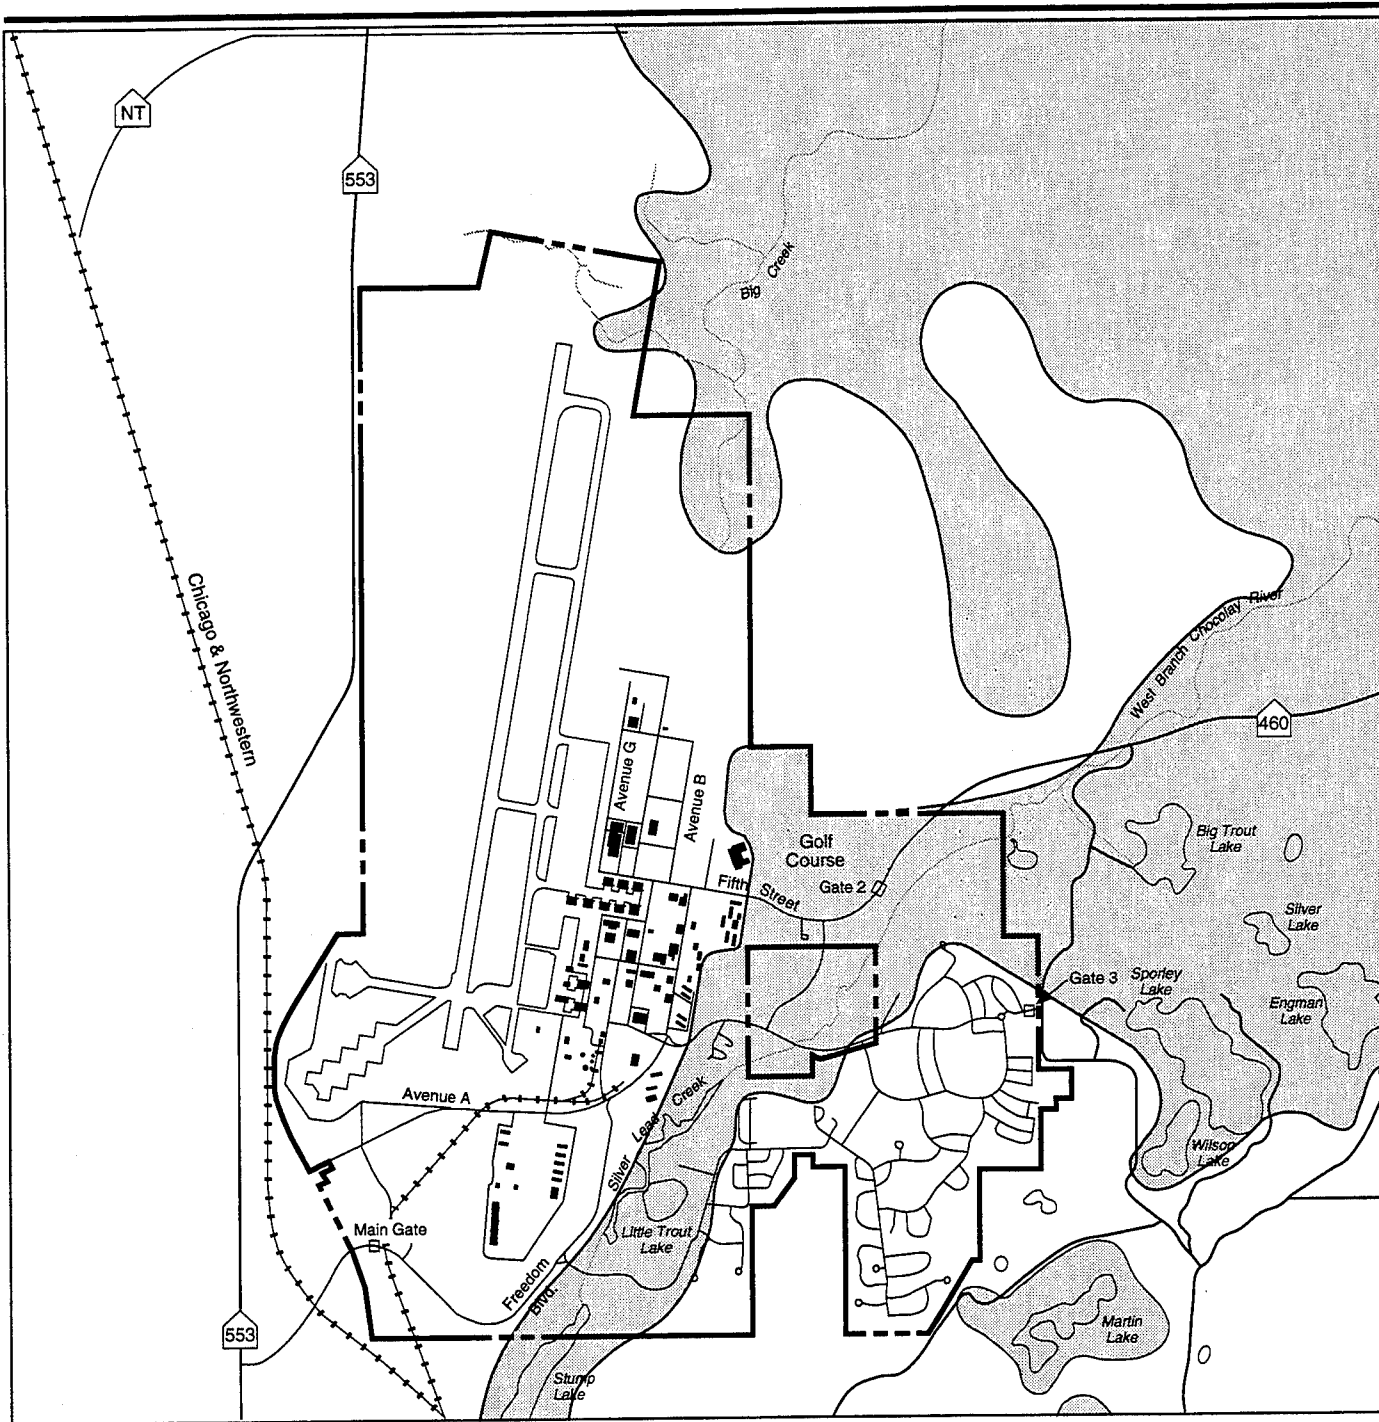 NT
553
Big Creek
Chicago & Northwestern
West Branch Chocolay River
460
Avenue G
Avenue B
Golf
Course
Big Trout
Lake
Fifth Street
Gate 2
Silver
Lake
Gate 3
Sporley
Lake
Engman
Lake
Avenue A
Silver Lead Creek
Wilson
Lake
Main Gate
Little Trout
Lake
Freedom
Blvd.
553
Martin
Lake
Stump
Lake